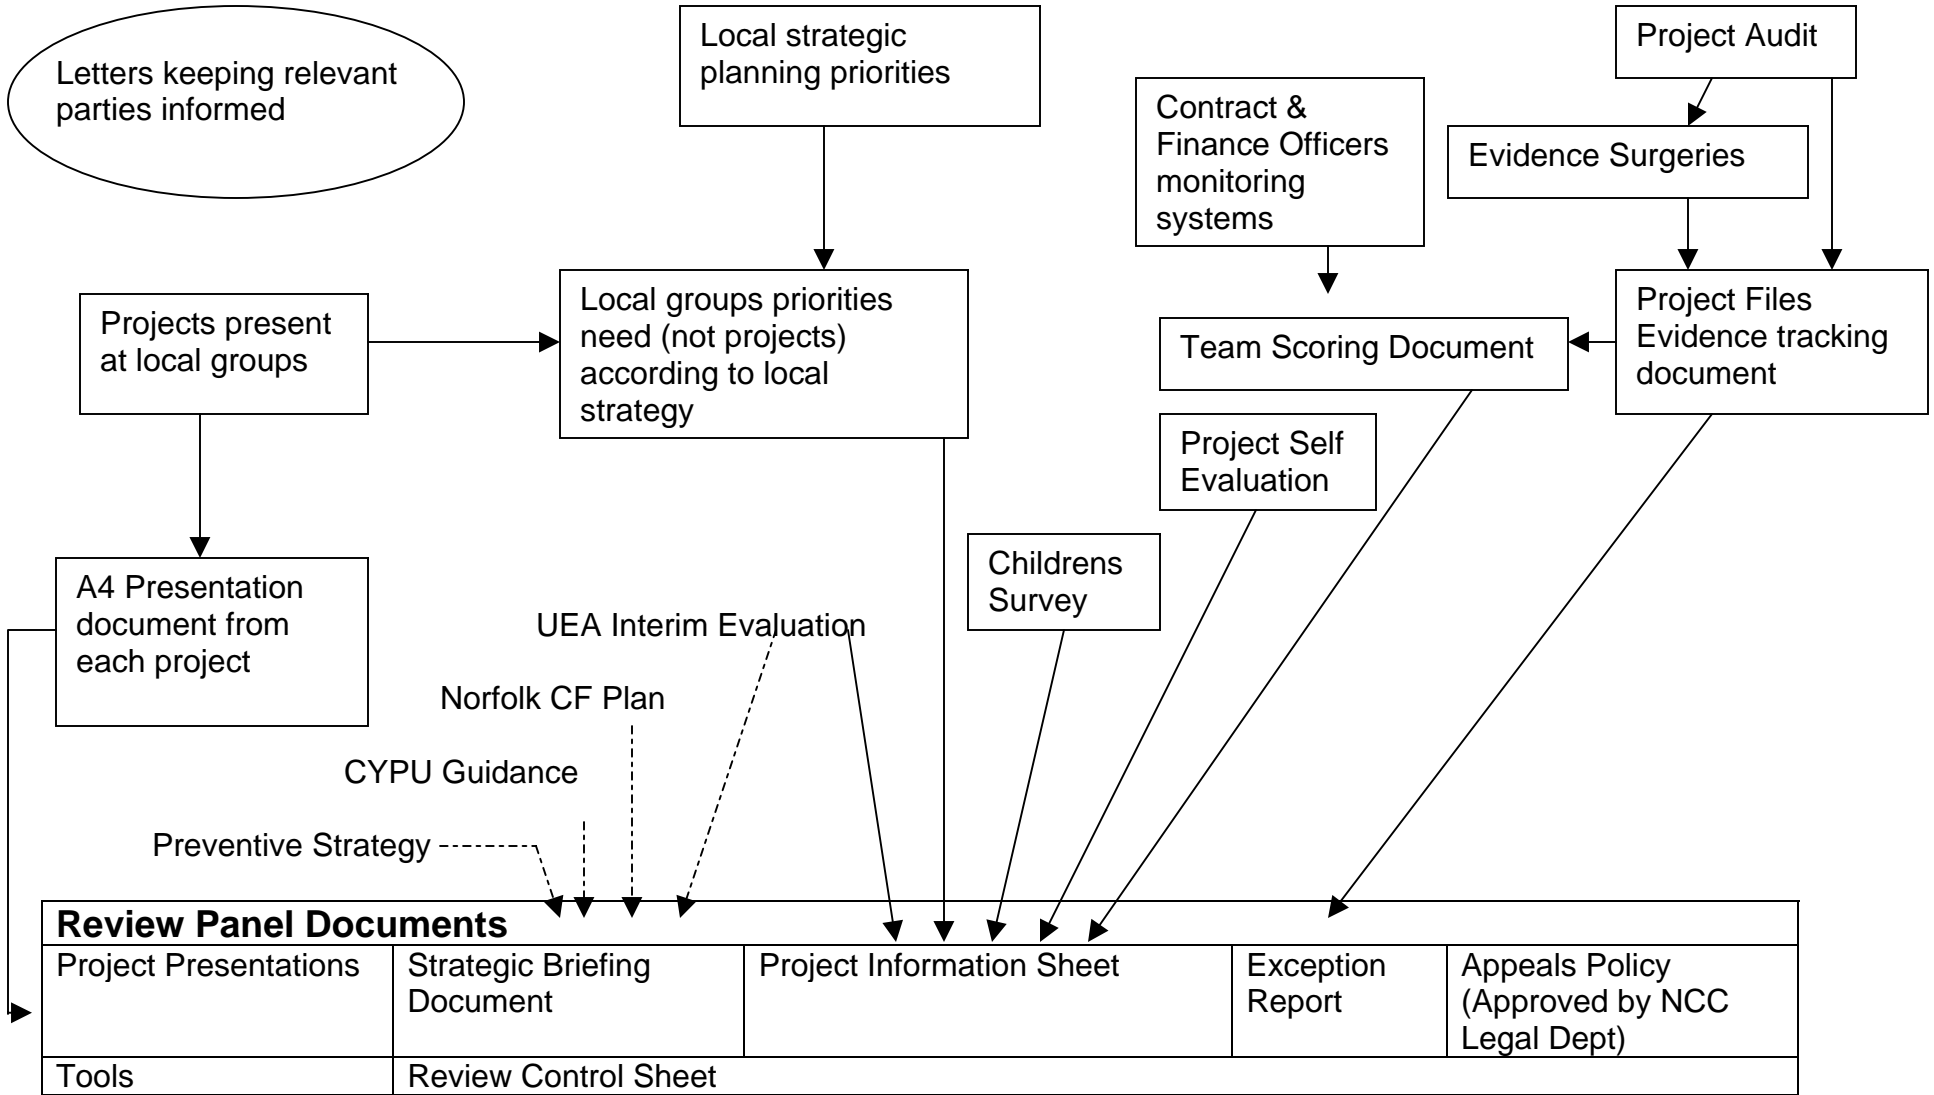 Letters keeping relevant
parties informed
Local strategic
planning priorities
Project Audit
Contract &
Finance Officers
monitoring
systems
Evidence Surgeries
Projects present
at local groups
Local groups priorities
need (not projects)
according to local
strategy
Team Scoring Document
Project Files
Evidence tracking
document
Project Self
Evaluation
Childrens
Survey
A4 Presentation
document from
each project
UEA Interim Evaluation
Norfolk CF Plan
CYPU Guidance
Preventive Strategy
Review Panel Documents
Project Presentations
Strategic Briefing
Document
Project Information Sheet
Exception
Report
Appeals Policy
(Approved by NCC
Legal Dept)
Tools
Review Control Sheet